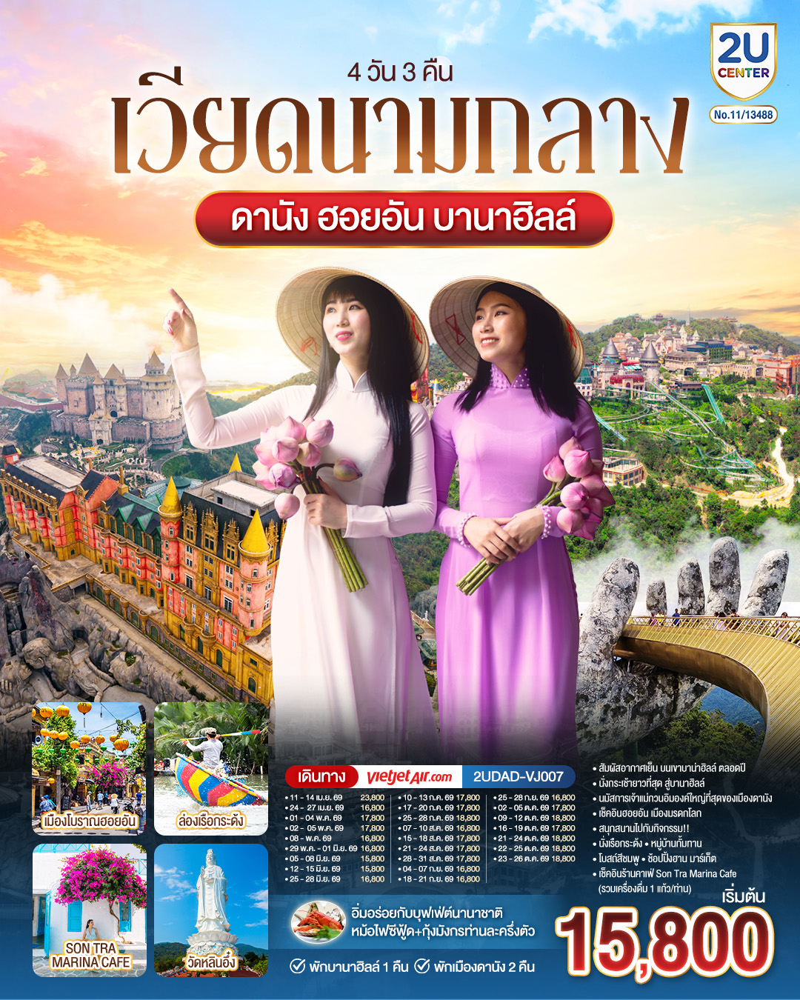 2U
CENTER
No.11/13488
4 วัน 3 คืน
เวียดนามกลาง
ดานัง ฮอยอัน บานาฮิลล์
เมืองโบราณฮอยอัน
ล่องเรือกระด้ง
SON TRA
MARINA CAFE
วัดหลินอึ๋ง
เดินทาง vietjetAir.com 2UDAD-VJ007
• 11 - 14 เม.ย. 69 23,800
• 24 - 27 เม.ย. 69 16,800
• 01 - 04 พ.ค. 69 17,800
• 02 - 05 พ.ค. 69 17,800
• 08 - พ.ค. 69 16,800
• 29 พ.ค. - 01 มิ.ย. 69 16,800
• 05 - 08 มิ.ย. 69 15,800
• 12 - 15 มิ.ย. 69 15,800
• 25 - 28 มิ.ย. 69 16,800
• 10 - 13 ก.ค. 69 17,800
• 17 - 20 ก.ค. 69 17,800
• 25 - 28 ก.ค. 69 18,800
• 07 - 10 ส.ค. 69 16,800
• 15 - 18 ส.ค. 69 17,800
• 21 - 24 ส.ค. 69 17,800
• 28 - 31 ส.ค. 69 17,800
• 04 - 07 ก.ย. 69 16,800
• 18 - 21 ก.ย. 69 16,800
• 25 - 28 ก.ย. 69 16,800
• 02 - 05 ต.ค. 69 17,800
• 09 - 12 ต.ค. 69 18,800
• 16 - 19 ต.ค. 69 17,800
• 21 - 24 ต.ค. 69 18,800
• 22 - 25 ต.ค. 69 18,800
• 23 - 26 ต.ค. 69 18,800
• สัมผัสอากาศเย็น บนเขาบาน่าฮิลล์ ตลอดปี
• นั่งกระเช้ายาวที่สุด สู่บานาฮิลล์
• นมัสการเจ้าแม่กวนอิมองค์ใหญ่ที่สุดของเมืองดานัง
• เช็คอินฮอยอัน เมืองมรดกโลก
• สนุกสนานไปกับกิจกรรม!!
• นั่งเรือกระด้ง • หมู่บ้านกั๊มทาน
• โบสถ์สีชมพู • ช้อปปิ้งฮาน มาร์เก็ต
• เช็คอินร้านคาเฟ่ Son Tra Marina Cafe
(รวมเครื่องดื่ม 1 แก้ว/ท่าน)
อิ่มอร่อยกับบุฟเฟ่ต์นานาชาติ
หม้อไฟซีฟู้ด+กุ้งมังกรท่านละครึ่งตัว
พักบานาฮิลล์ 1 คืน พักเมืองดานัง 2 คืน
เริ่มต้น
15,800